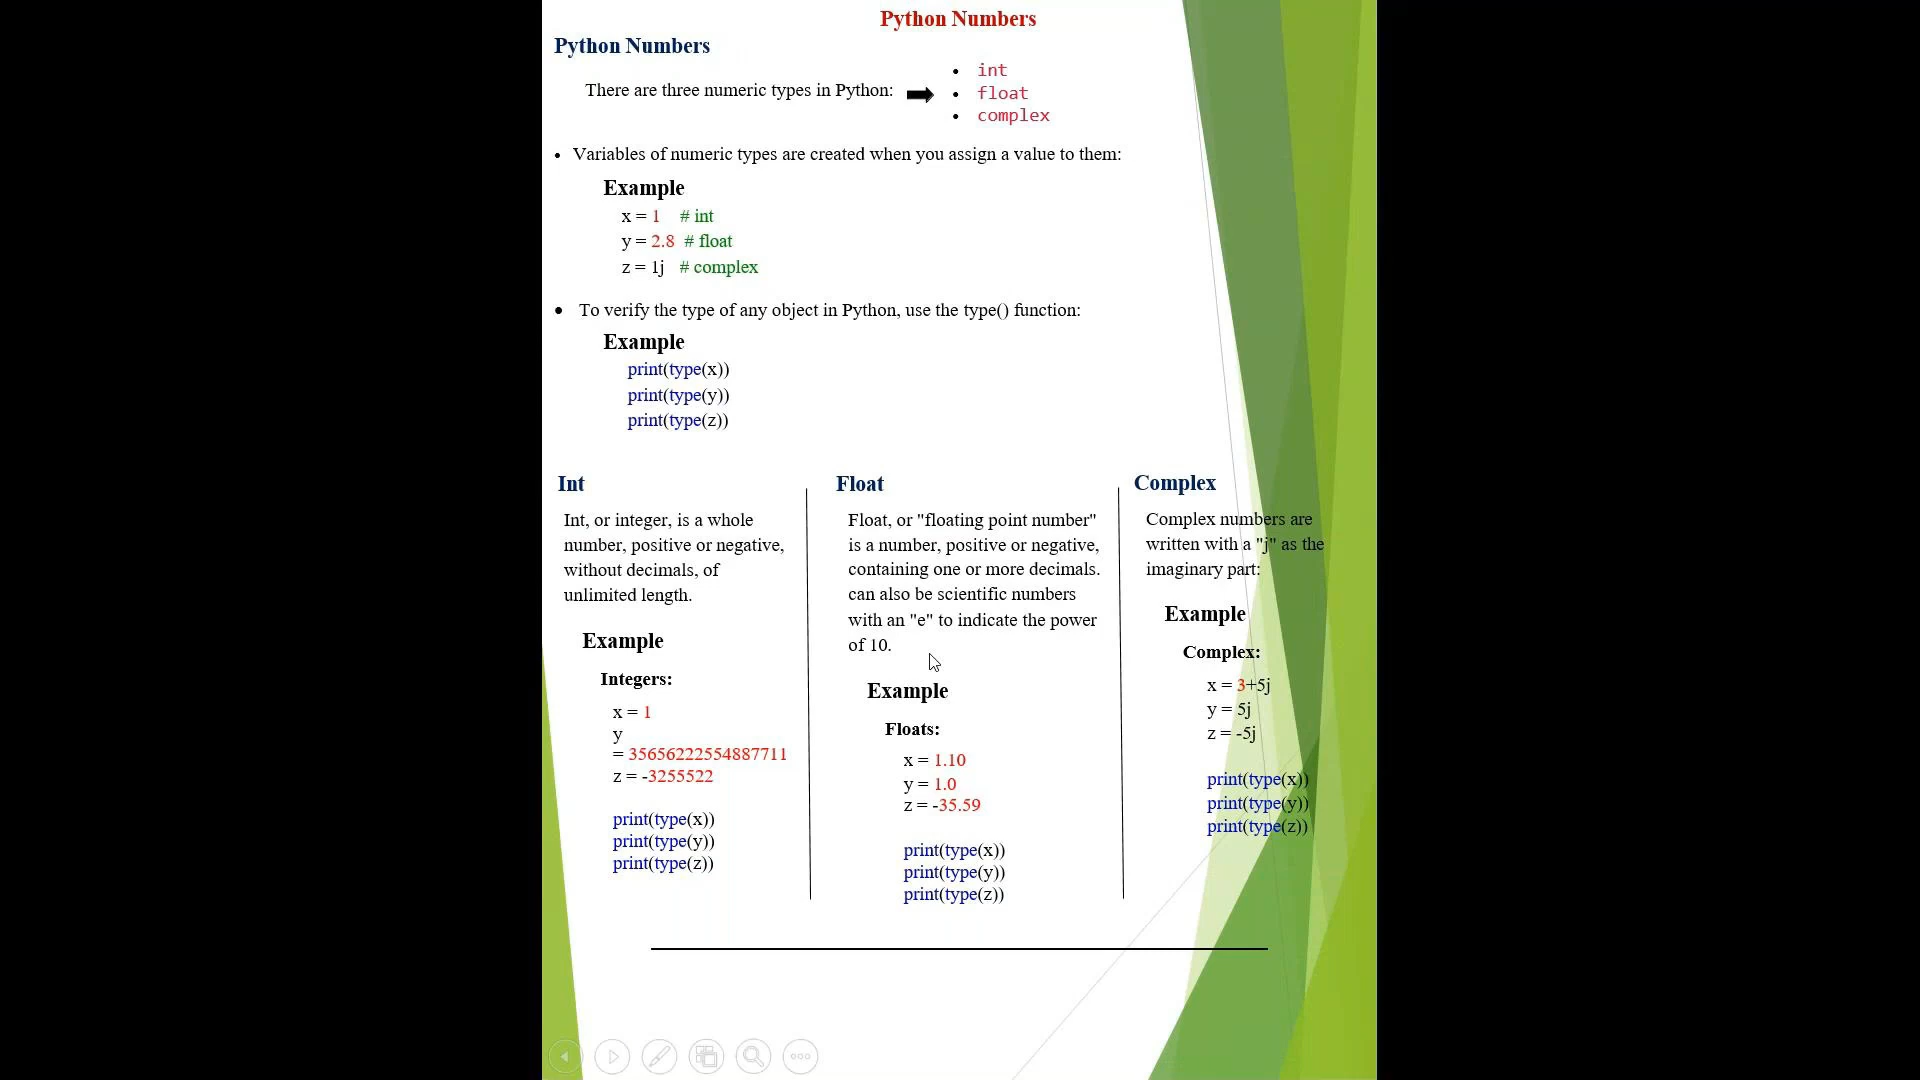 Python Numbers
Python Numbers
There are three numeric types in Python:
• int
• float
• complex
• Variables of numeric types are created when you assign a value to them:
Example
x = 1 # int
y = 2.8 # float
z = 1j # complex
• To verify the type of any object in Python, use the type() function:
Example
print(type(x))
print(type(y))
print(type(z))
Int
Int, or integer, is a whole
number, positive or negative,
without decimals, of
unlimited length.
Example
Integers:
x = 1
y
= 35656222554887711
z = -3255522
print(type(x))
print(type(y))
print(type(z))
Float
Float, or "floating point number"
is a number, positive or negative,
containing one or more decimals.
can also be scientific numbers
with an "e" to indicate the power
of 10.
Example
Floats:
x = 1.10
y = 1.0
z = -35.59
print(type(x))
print(type(y))
print(type(z))
Complex
Complex numbers are
written with a "j" as the
imaginary part:
Example
Complex:
x = 3+5j
y = 5j
z = -5j
print(type(x))
print(type(y))
print(type(z))